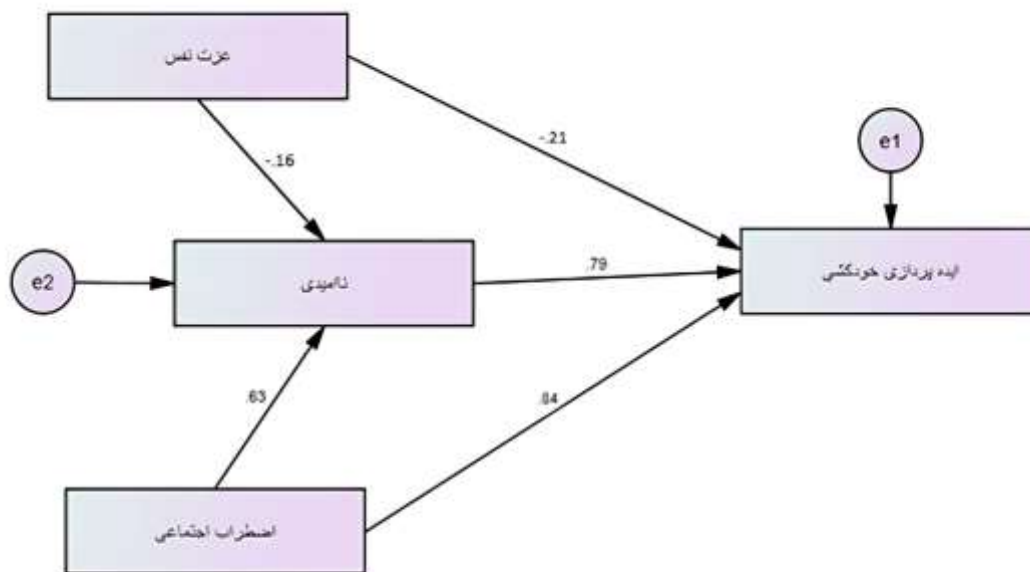 عزت نفس
-.21
e1
-.16
ناامیدی
.79
ایده پردازی خودکشی
e2
.63
.84
اضطراب اجتماعی